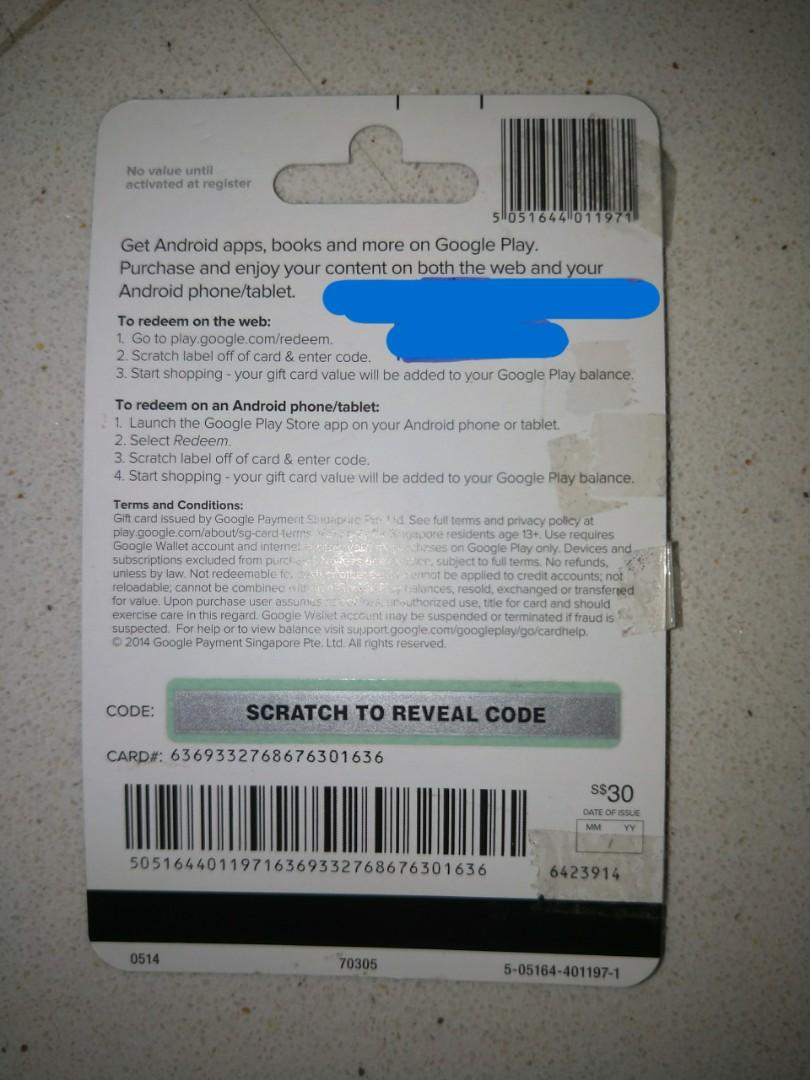 No value until
activated at register
5 051644 011971
Get Android apps, books and more on Google Play.
Purchase and enjoy your content on both the web and your
Android phone/tablet.
To redeem on the web:
1. Go to play.google.com/redeem.
2. Scratch label off of card & enter code.
3. Start shopping - your gift card value will be added to your Google Play balance.
To redeem on an Android phone/tablet:
1. Launch the Google Play Store app on your Android phone or tablet.
2. Select Redeem.
3. Scratch label off of card & enter code.
4. Start shopping - your gift card value will be added to your Google Play balance.
Terms and Conditions:
Gift card issued by Google Payment Singapore Pte. Ltd. See full terms and privacy policy at
play.google.com/about/sg-card-terms Singapore residents age 13+. Use requires
Google Wallet account and internet purchases on Google Play only. Devices and
subscriptions excluded from subject to full terms. No refunds,
unless by law. Not redeemable cannot be applied to credit accounts; not
reloadable; cannot be combined balances, resold, exchanged or transferred
for value. Upon purchase user assumes unauthorized use, title for card and should
exercise care in this regard. Google Wallet account may be suspended or terminated if fraud is
suspected. For help or to view balance visit support.google.com/googleplay/go/cardhelp.
© 2014 Google Payment Singapore Pte. Ltd. All rights reserved.
CODE: SCRATCH TO REVEAL CODE
CARD#: 6369332768676301636
S$30
DATE OF ISSUE
MM YY
/
50516440119716369332768676301636
6423914
0514 70305 5-05164-401197-1